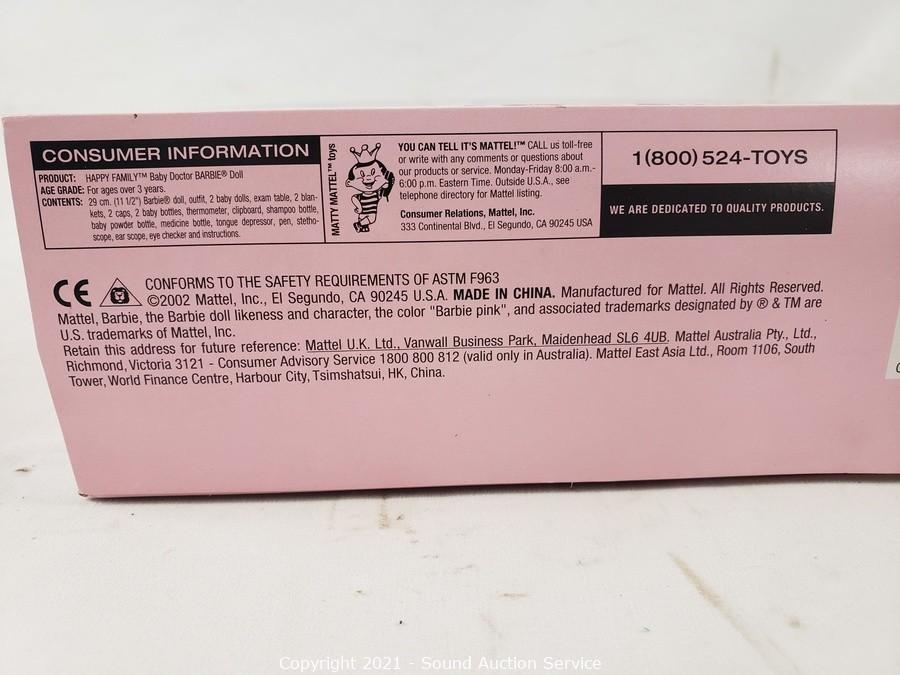 CONSUMER INFORMATION
PRODUCT: HAPPY FAMILY™ Baby Doctor BARBIE® Doll
AGE GRADE: For ages over 3 years.
CONTENTS: 29 cm. (11 1/2") Barbie® doll, outfit, 2 baby dolls, exam table, 2 blan-
kets, 2 caps, 2 baby bottles, thermometer, clipboard, shampoo bottle,
baby powder bottle, medicine bottle, tongue depressor, pen, stetho-
scope, ear scope, eye checker and instructions.
MATTY MATTEL™ toys
YOU CAN TELL IT'S MATTEL!™ CALL us toll-free
or write with any comments or questions about
our products or service. Monday-Friday 8:00 a.m.-
6:00 p.m. Eastern Time. Outside U.S.A., see
telephone directory for Mattel listing.
Consumer Relations, Mattel, Inc.
333 Continental Blvd., El Segundo, CA 90245 USA
1(800) 524-TOYS
WE ARE DEDICATED TO QUALITY PRODUCTS.
CE CONFORMS TO THE SAFETY REQUIREMENTS OF ASTM F963
©2002 Mattel, Inc., El Segundo, CA 90245 U.S.A. MADE IN CHINA. Manufactured for Mattel. All Rights Reserved.
Mattel, Barbie, the Barbie doll likeness and character, the color "Barbie pink", and associated trademarks designated by ® & TM are
U.S. trademarks of Mattel, Inc.
Retain this address for future reference: Mattel U.K. Ltd., Vanwall Business Park, Maidenhead SL6 4UB. Mattel Australia Pty., Ltd.,
Richmond, Victoria 3121 - Consumer Advisory Service 1800 800 812 (valid only in Australia). Mattel East Asia Ltd., Room 1106, South
Tower, World Finance Centre, Harbour City, Tsimshatsui, HK, China.
Copyright 2021 - Sound Auction Service